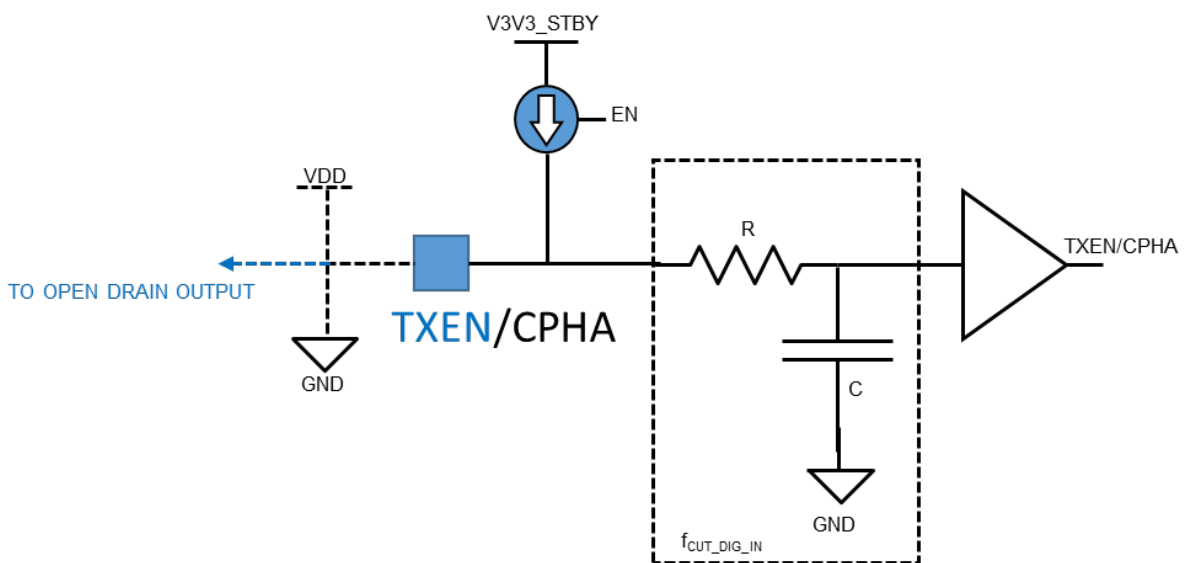 V3V3_STBY
EN
VDD
R
TXEN/CPHA
TO OPEN DRAIN OUTPUT
TXEN/CPHA
GND
C
GND
fCUT_DIG_IN